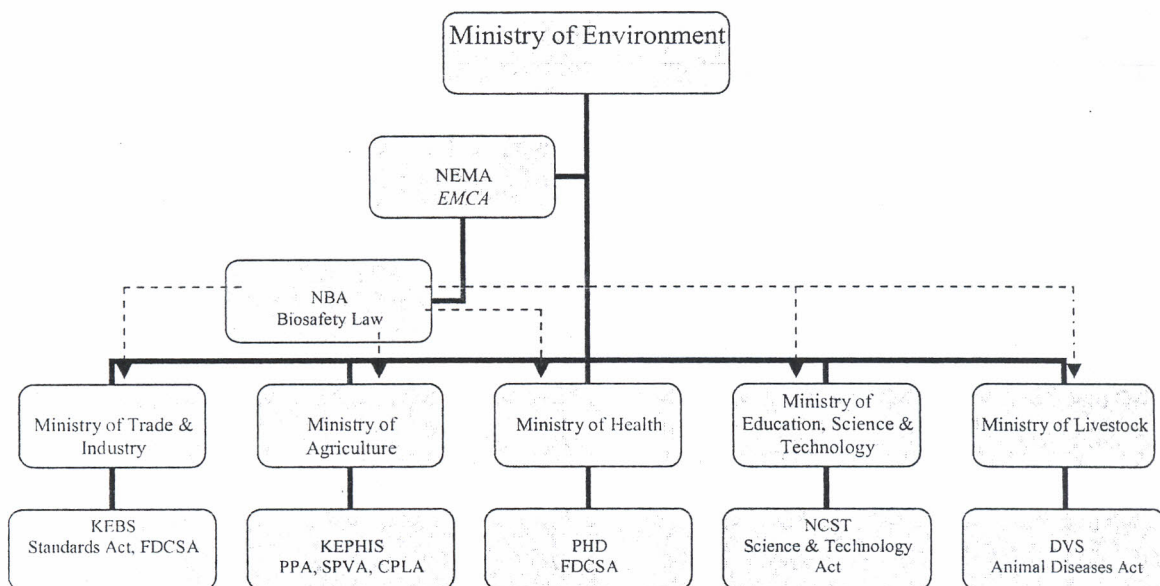 Ministry of Environment
NEMA
EMCA
NBA
Biosafety Law
Ministry of Trade &
Industry
Ministry of
Agriculture
Ministry of Health
Ministry of
Education, Science &
Technology
Ministry of Livestock
KEBS
Standards Act, FDCSA
KEPHIS
PPA, SPVA, CPLA
PHD
FDCSA
NCST
Science & Technology
Act
DVS
Animal Diseases Act